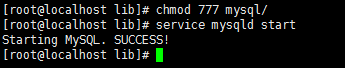 [root@localhost lib]# chmod 777 mysql/
[root@localhost lib]# service mysqld start
Starting MySQL. SUCCESS!
[root@localhost lib]#